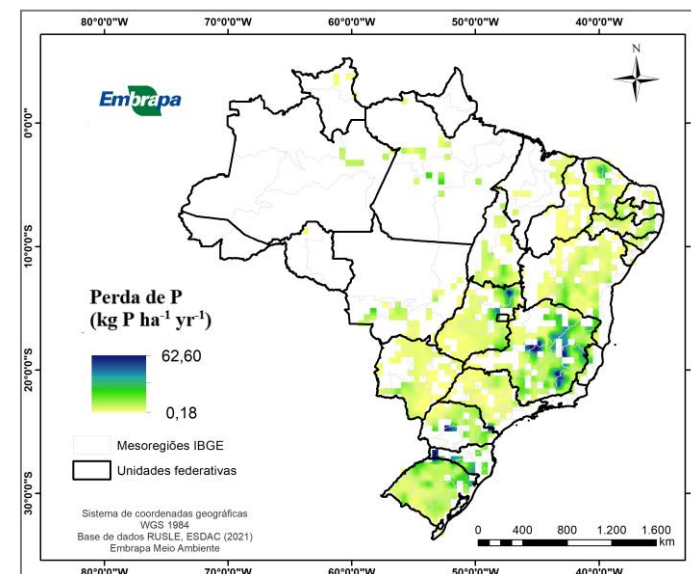 80°0'0"W 70°0'0"W 60°0'0"W 50°0'0"W 40°0'0"W
N
Embrapa
0°0'0"
10°0'0"S
20°0'0"S
30°0'0"S
Perda de P
(kg P ha⁻¹ yr⁻¹)
62,60
0,18
Mesoregiões IBGE
Unidades federativas
Sistema de coordenadas geográficas
WGS 1984
Base de dados RUSLE, ESDAC (2021)
Embrapa Meio Ambiente
0 200 400 800 1.200 1.600
km
80°0'0"W 70°0'0"W 60°0'0"W 50°0'0"W 40°0'0"W